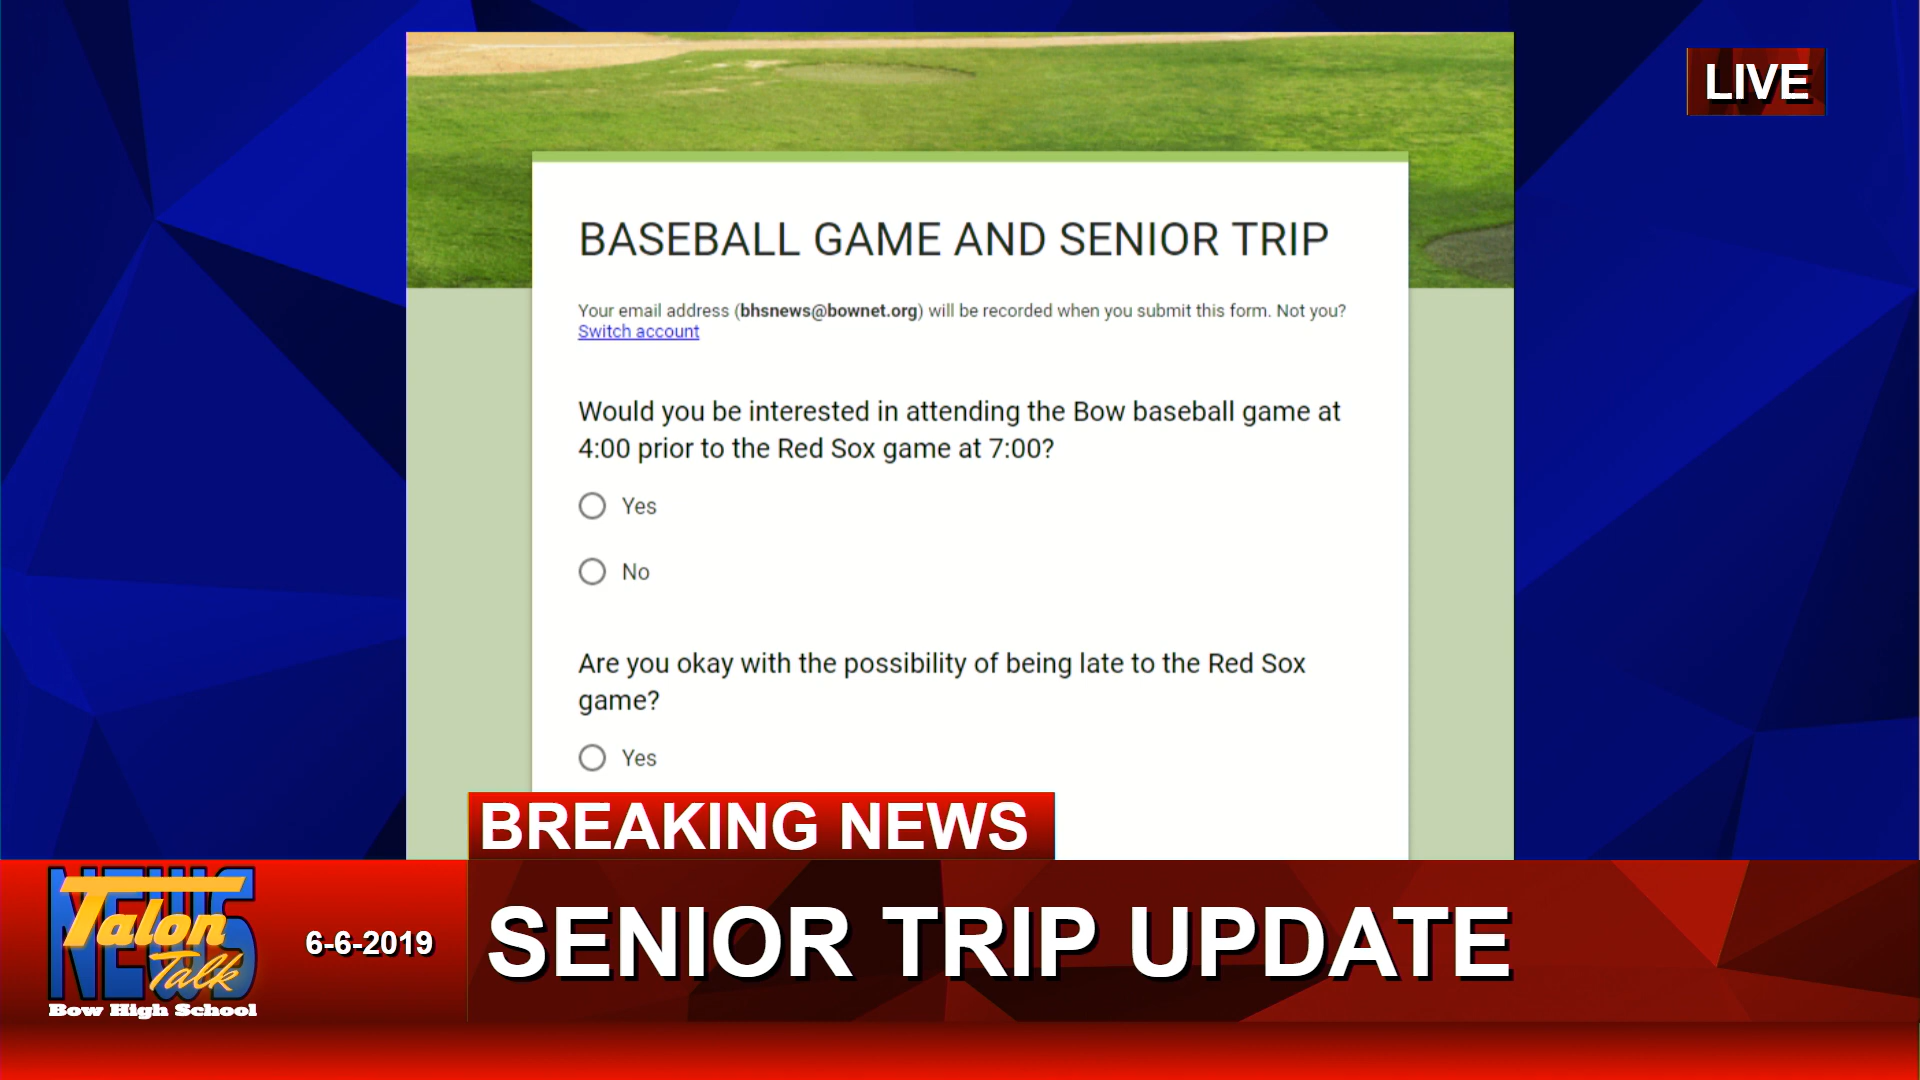 LIVE
BASEBALL GAME AND SENIOR TRIP
Your email address (bhsnews@bownet.org) will be recorded when you submit this form. Not you?
Switch account
Would you be interested in attending the Bow baseball game at
4:00 prior to the Red Sox game at 7:00?
Yes
No
Are you okay with the possibility of being late to the Red Sox
game?
Yes
BREAKING NEWS
NEWS
Talon
Talk
Bow High School
6-6-2019
SENIOR TRIP UPDATE